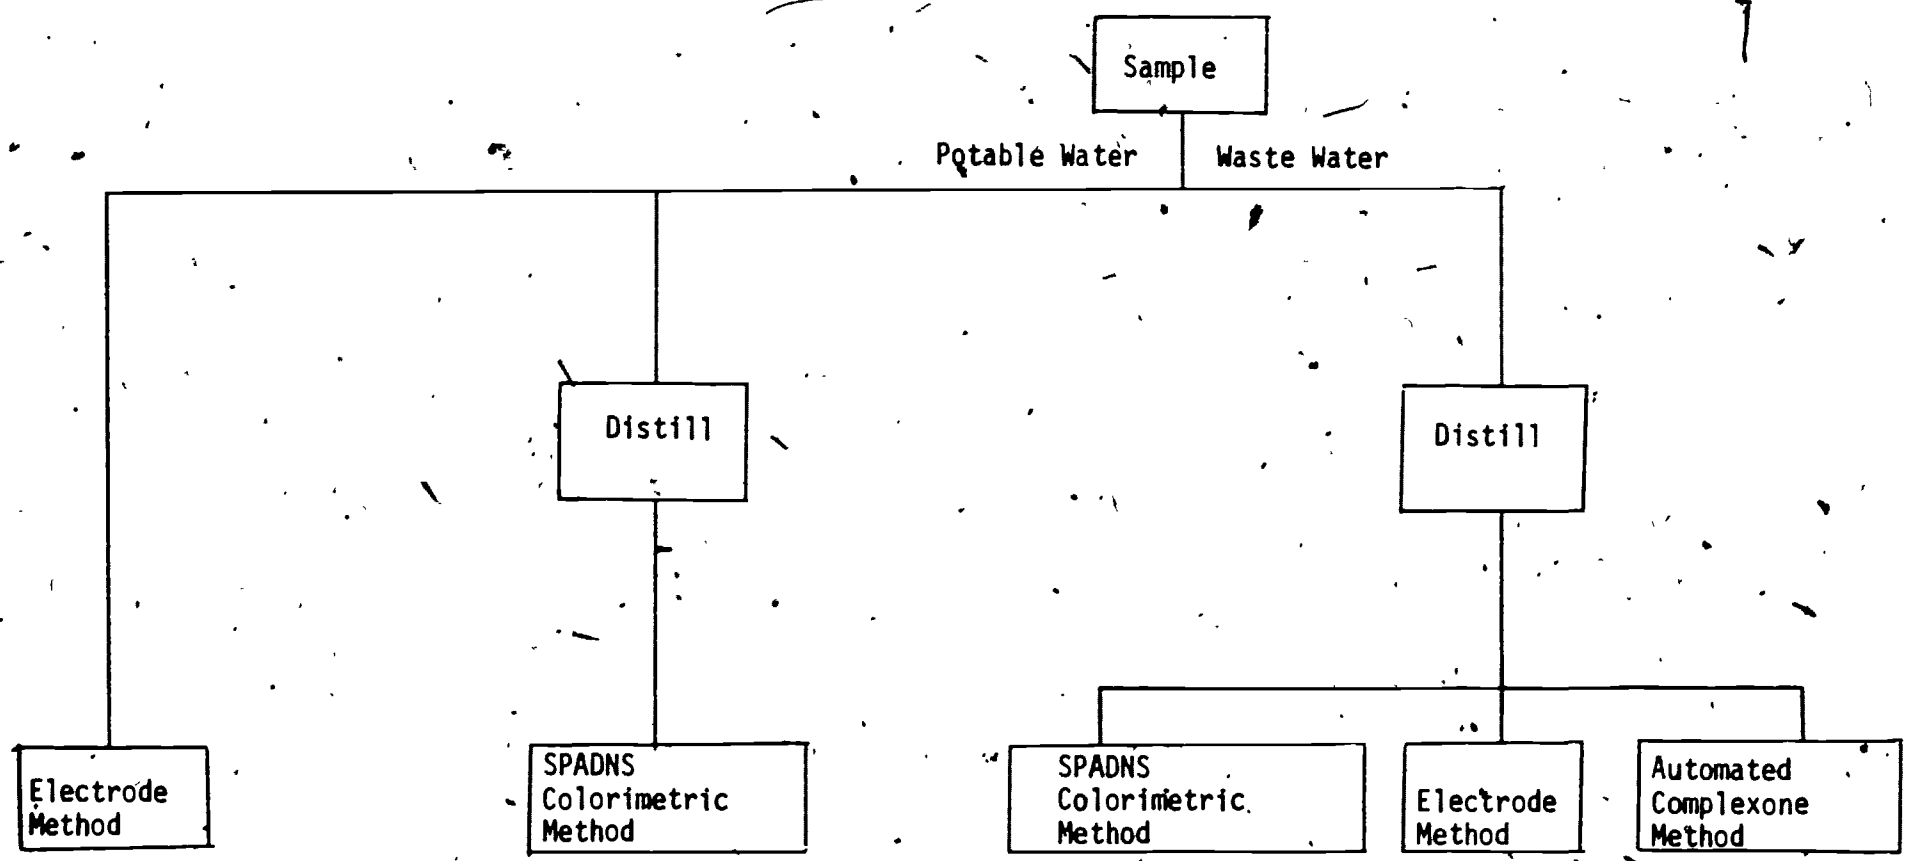 Sample
Potable Water
Waste Water
Distill
Distill
Electrode
Method
SPADNS
Colorimetric
Method
SPADNS
Colorimetric
Method
Electrode
Method
Automated
Complexone
Method